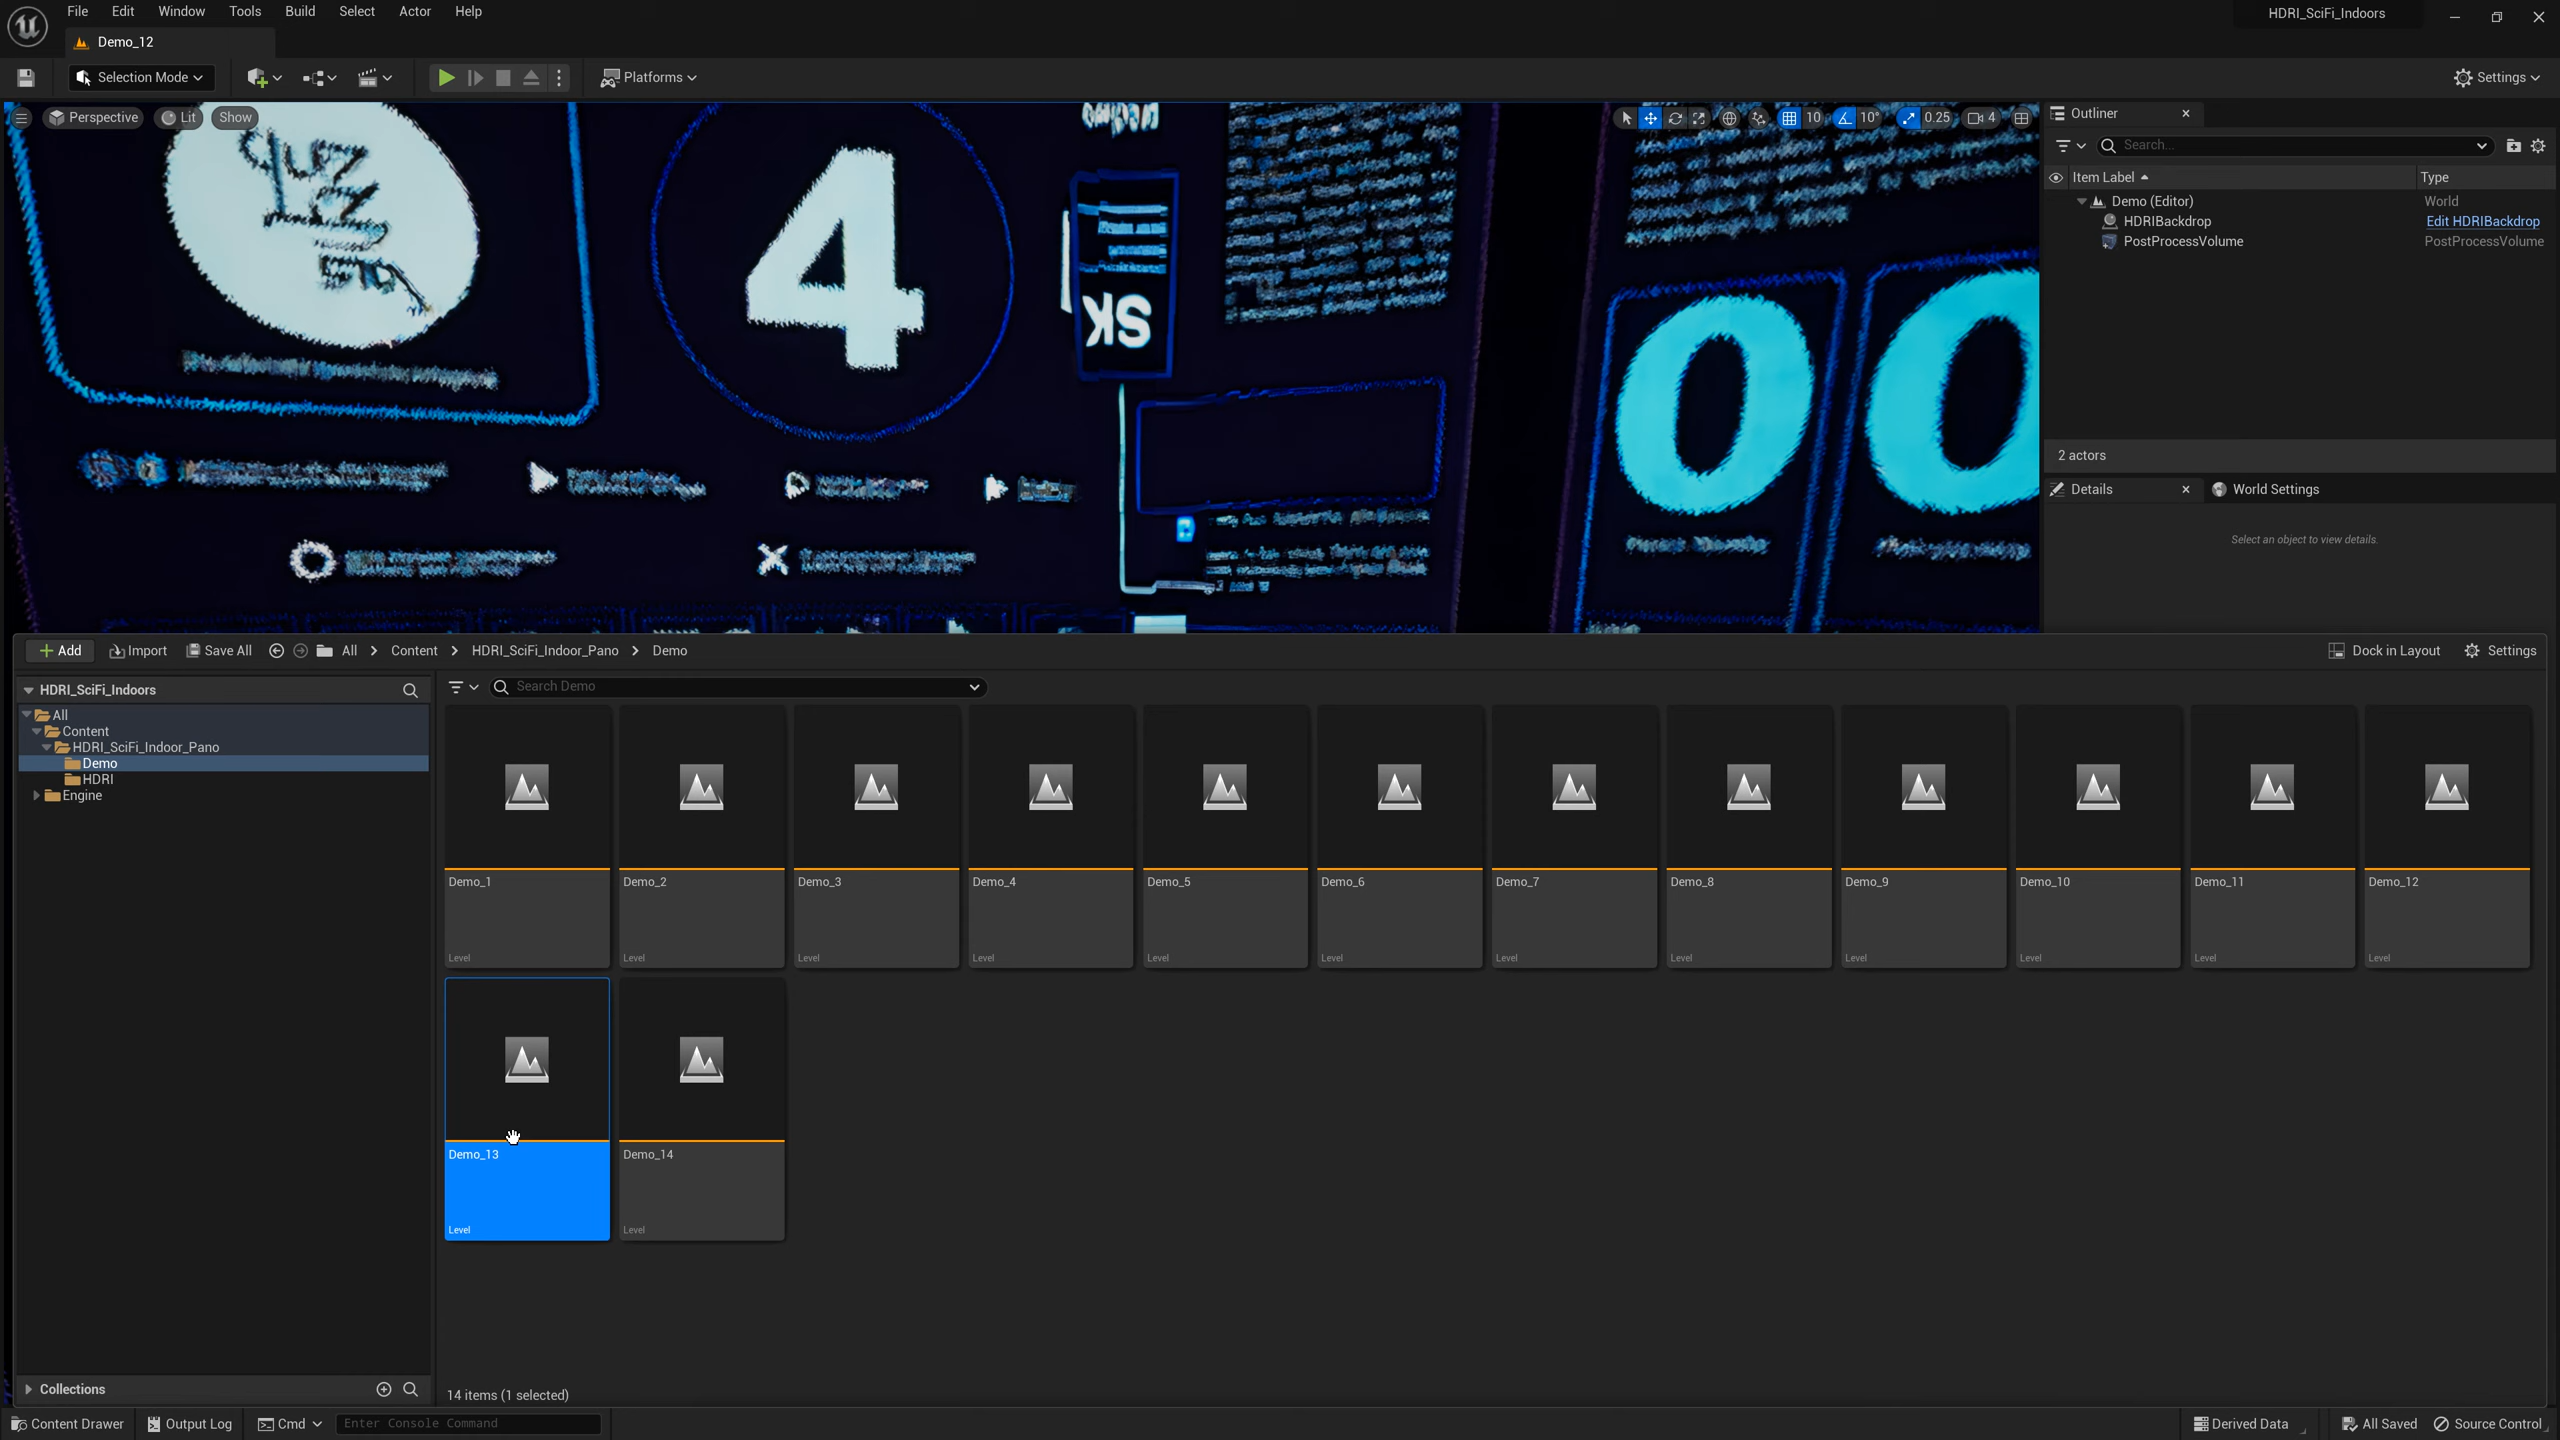 File Edit Window Tools Build Select Actor Help
HDRI_SciFi_Indoors
Demo_12
Selection Mode
Platforms
Settings
Perspective
Lit
Show
10
10°
0.25
4
4
SK
0 0
Outliner
Search...
Item Label
Type
Demo (Editor)
World
HDRIBackdrop
Edit HDRIBackdrop
PostProcessVolume
PostProcessVolume
2 actors
Details
World Settings
Select an object to view details.
Add
Import
Save All
All
Content
HDRI_SciFi_Indoor_Pano
Demo
Dock in Layout
Settings
HDRI_SciFi_Indoors
Search Demo
All
Content
HDRI_SciFi_Indoor_Pano
Demo
HDRI
Engine
Demo_1 Demo_2 Demo_3 Demo_4 Demo_5 Demo_6 Demo_7 Demo_8 Demo_9 Demo_10 Demo_11 Demo_12
Level Level Level Level Level Level Level Level Level Level Level Level
Demo_13 Demo_14
Level Level
Collections
14 items (1 selected)
Content Drawer
Output Log
Cmd
Enter Console Command
Derived Data
All Saved
Source Control